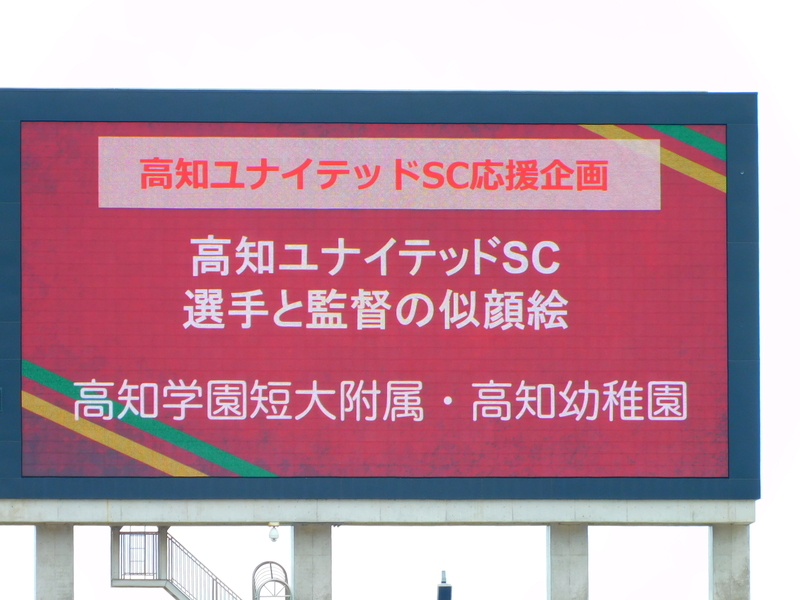 高知ユナイテッドSC応援企画
高知ユナイテッドSC
選手と監督の似顔絵
高知学園短大附属・高知幼稚園